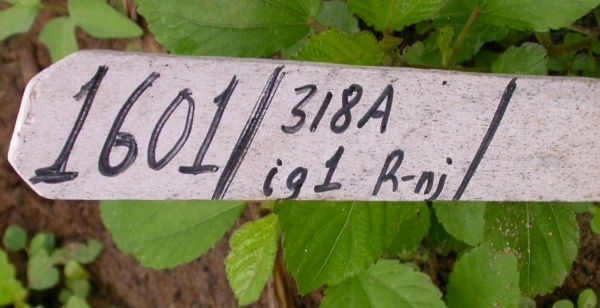 1601/ 318A /
ig1 R-nj